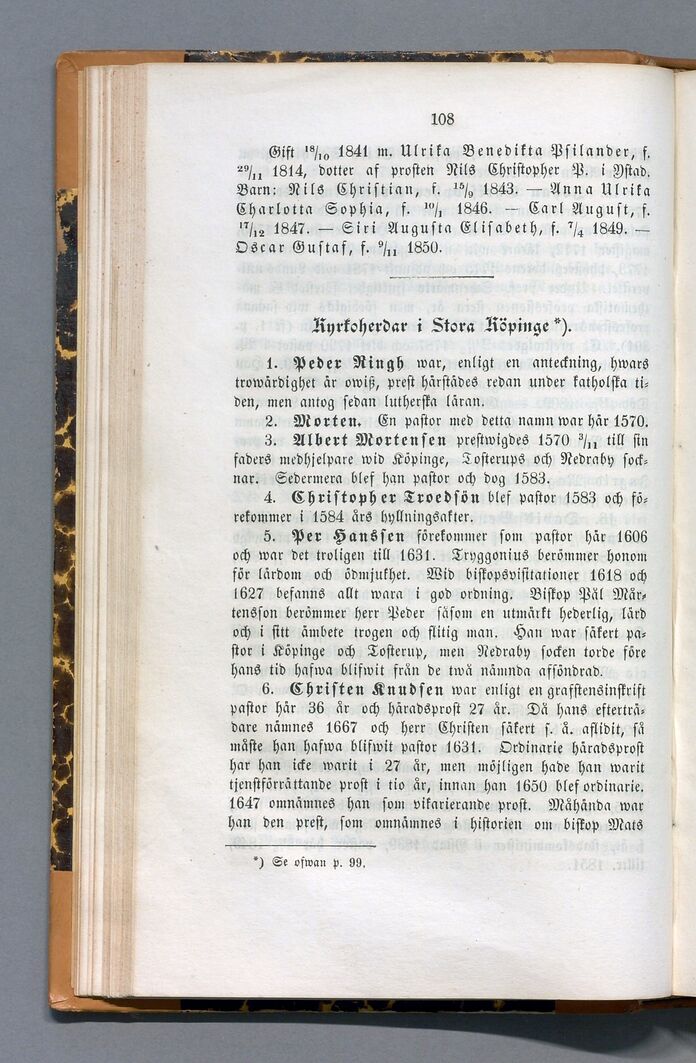 108
Gift 18/10 1841 m. Ulrika Benedikta Psilander, f.
29/11 1814, dotter af prosten Nils Christopher P. i Ystad.
Barn: Nils Christian, f. 15/9 1843. — Anna Ulrika
Charlotta Sophia, f. 10/1 1846. — Carl August, f.
17/12 1847. — Siri Augusta Elisabeth, f. 7/4 1849. —
Oscar Gustaf, f. 9/11 1850.
Kyrkoherdar i Stora Köpinge *).
1. Peder Ringh war, enligt en anteckning, hwars
trowärdighet är owiß, prest härstädes redan under katholska ti-
den, men antog sedan lutherska läran.
2. Morten. En pastor med detta namn war här 1570.
3. Albert Mortensen prestwigdes 1570 3/11 till sin
faders medhjelpare wid Köpinge, Tosterups och Nedraby sock-
nar. Sedermera blef han pastor och dog 1583.
4. Christopher Troedsön blef pastor 1583 och fö-
rekommer i 1584 års hyllningsakter.
5. Per Hanssen förekommer som pastor här 1606
och war det troligen till 1631. Tryggonius berömmer honom
för lärdom och ödmjukhet. Wid biskopsvisitationer 1618 och
1627 befanns allt wara i god ordning. Biskop Pål Mår-
tensson berömmer herr Peder såsom en utmärkt hederlig, lärd
och i sitt ämbete trogen och flitig man. Han war säkert pa-
stor i Köpinge och Tosterup, men Nedraby socken torde före
hans tid hafwa blifwit från de twå nämnda afsöndrad.
6. Christen Knudsen war enligt en grafstensinskrift
pastor här 36 år och häradsprost 27 år. Då hans efterträ-
dare nämnes 1667 och herr Christen säkert s. å. aflidit, så
måste han hafwa blifwit pastor 1631. Ordinarie häradsprost
har han icke warit i 27 år, men möjligen hade han warit
tjenstförrättande prost i tio år, innan han 1650 blef ordinarie.
1647 omnämnes han som vikarierande prost. Måhända war
han den prest, som omnämnes i historien om biskop Mats
*) Se ofwan p. 99.